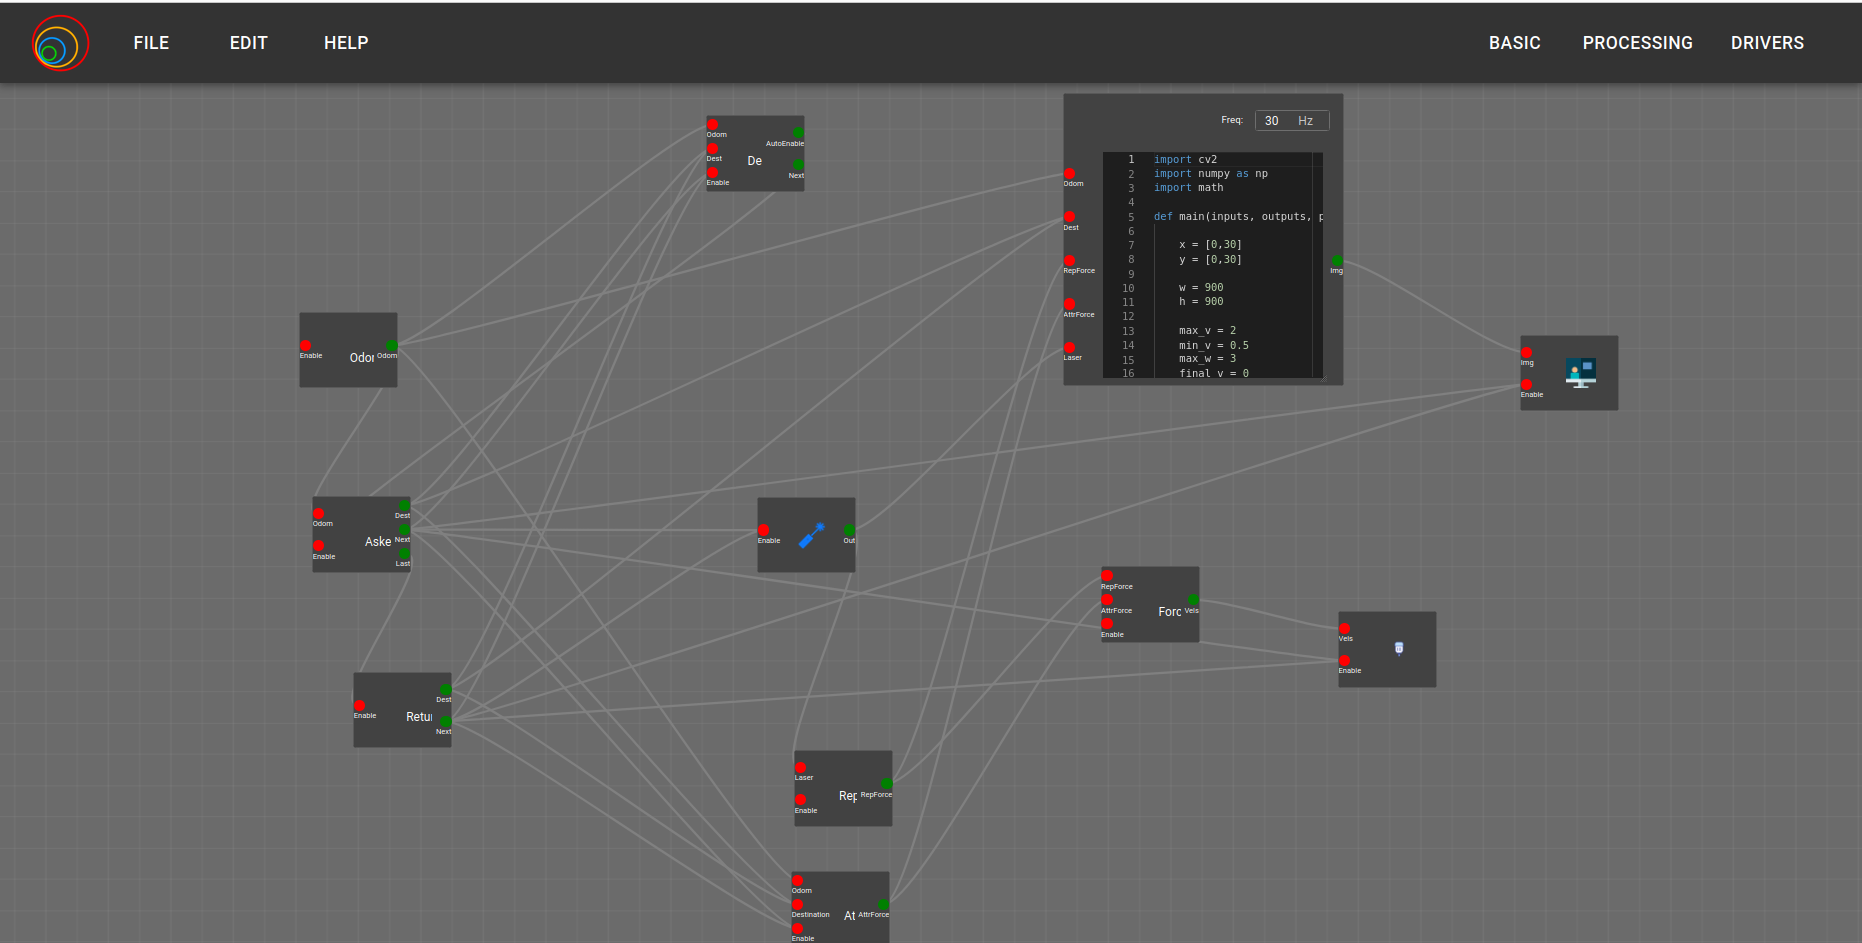 FILE EDIT HELP BASIC PROCESSING DRIVERS
Odom
AutoEnable
Dest
De
Next
Enable
Freq: 30 Hz
Odom
Dest
RepForce
AttrForce
Laser
1 import cv2
2 import numpy as np
3 import math
4
5 def main(inputs, outputs, p
6
7 x = [0,30]
8 y = [0,30]
9
10 w = 900
11 h = 900
12
13 max_v = 2
14 min_v = 0.5
15 max_w = 3
16 final_v = 0
Img
Enable
Odor
Odom
Img
Enable
Odom
Enable
Aske
Dest
Next
Last
Enable
Out
RepForce
AttrForce
Enable
Forc
Vels
Vels
Enable
Enable
Retur
Dest
Next
Laser
Enable
Rep
RepForce
Odom
Destination
Enable
At
AttrForce